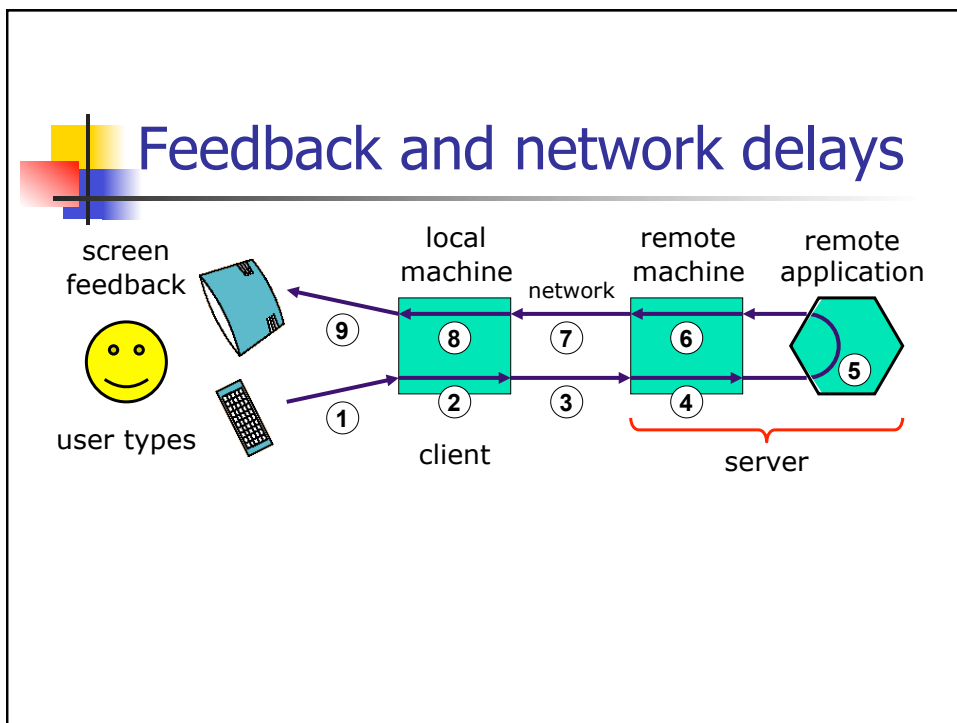 Feedback and network delays
screen
feedback
local
machine
remote
machine
remote
application
network
9
8
7
6
5
1
2
3
4
user types
client
server